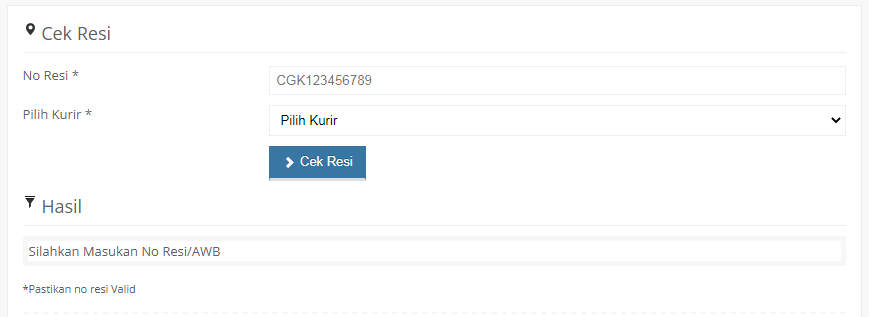 Cek Resi
No Resi *
CGK123456789
Pilih Kurir *
Pilih Kurir
Cek Resi
Hasil
Silahkan Masukan No Resi/AWB
*Pastikan no resi Valid